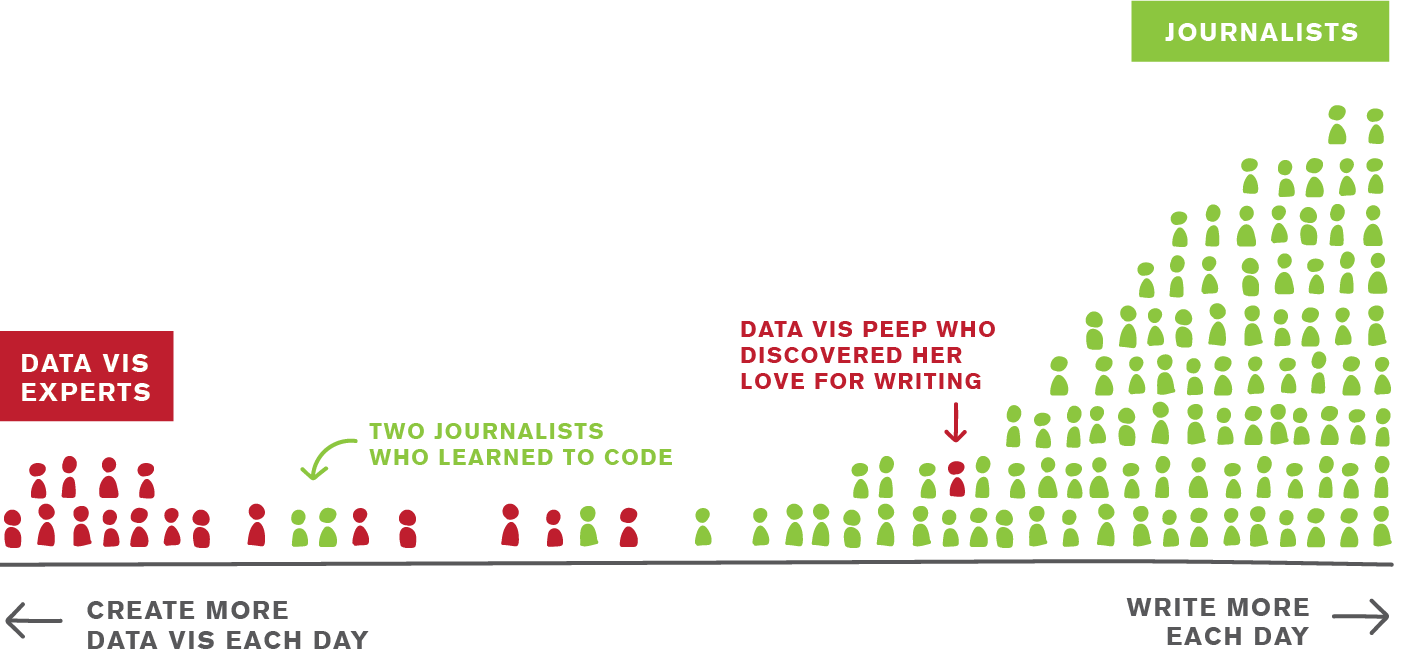 JOURNALISTS
DATA VIS PEEP WHO
DISCOVERED HER
LOVE FOR WRITING
DATA VIS
EXPERTS
TWO JOURNALISTS
WHO LEARNED TO CODE
CREATE MORE
DATA VIS EACH DAY
WRITE MORE
EACH DAY